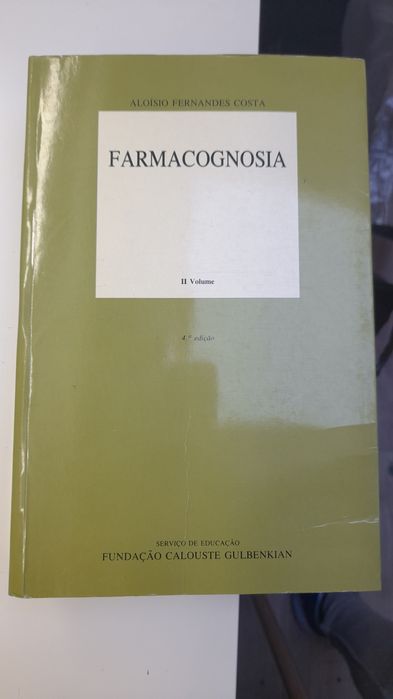 ALOÍSIO FERNANDES COSTA
FARMACOGNOSIA
II Volume
4.ª edição
SERVIÇO DE EDUCAÇÃO
FUNDAÇÃO CALOUSTE GULBENKIAN